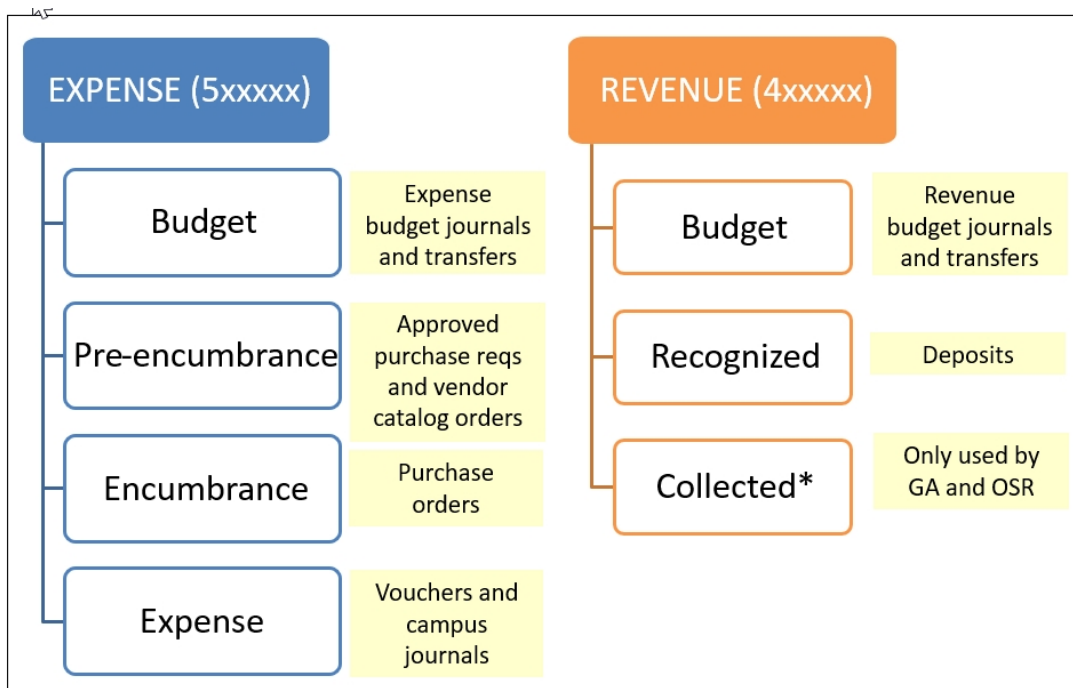 EXPENSE (5xxxxx)
Budget
Expense
budget journals
and transfers
Pre-encumbrance
Approved
purchase reqs
and vendor
catalog orders
Encumbrance
Purchase
orders
Expense
Vouchers and
campus
journals
REVENUE (4xxxxx)
Budget
Revenue
budget journals
and transfers
Recognized
Deposits
Collected*
Only used by
GA and OSR